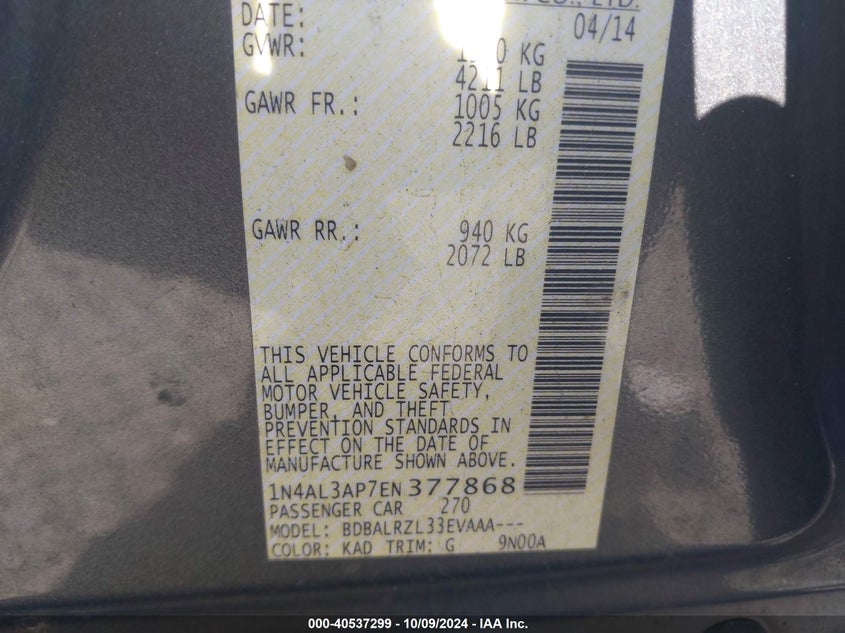 CO., LTD.
DATE: 04/14
GVWR: KG
4211 LB
GAWR FR.: 1005 KG
2216 LB
GAWR RR.: 940 KG
2072 LB
THIS VEHICLE CONFORMS TO
ALL APPLICABLE FEDERAL
MOTOR VEHICLE SAFETY,
BUMPER, AND THEFT
PREVENTION STANDARDS IN
EFFECT ON THE DATE OF
MANUFACTURE SHOWN ABOVE.
1N4AL3AP7EN377868
PASSENGER CAR 270
MODEL: BDBALRZL33EVAAA---
COLOR: KAD TRIM: G 9N00A
000-40537299 - 10/09/2024 - IAA Inc.